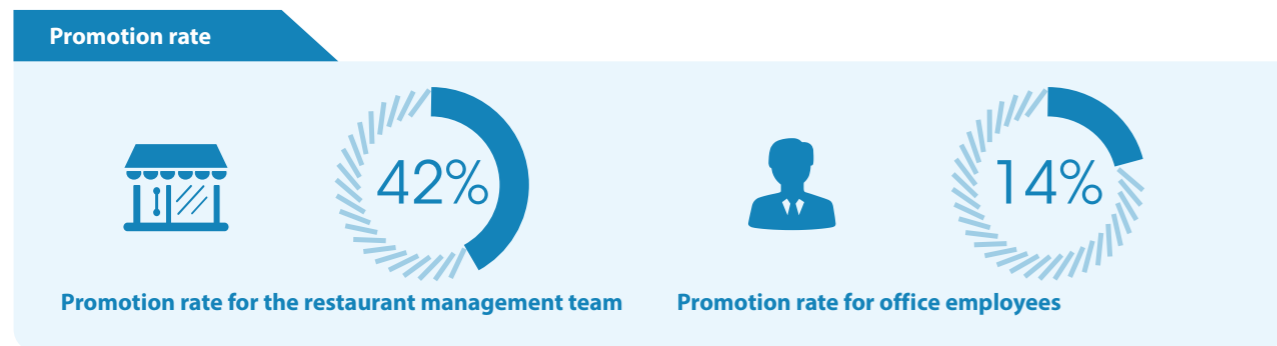 Promotion rate
42%
14%
Promotion rate for the restaurant management team
Promotion rate for office employees